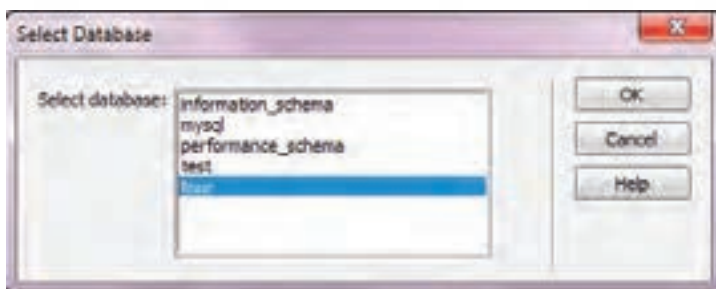 Select Database
Select database:
information_schema
mysql
performance_schema
test
OK
Cancel
Help